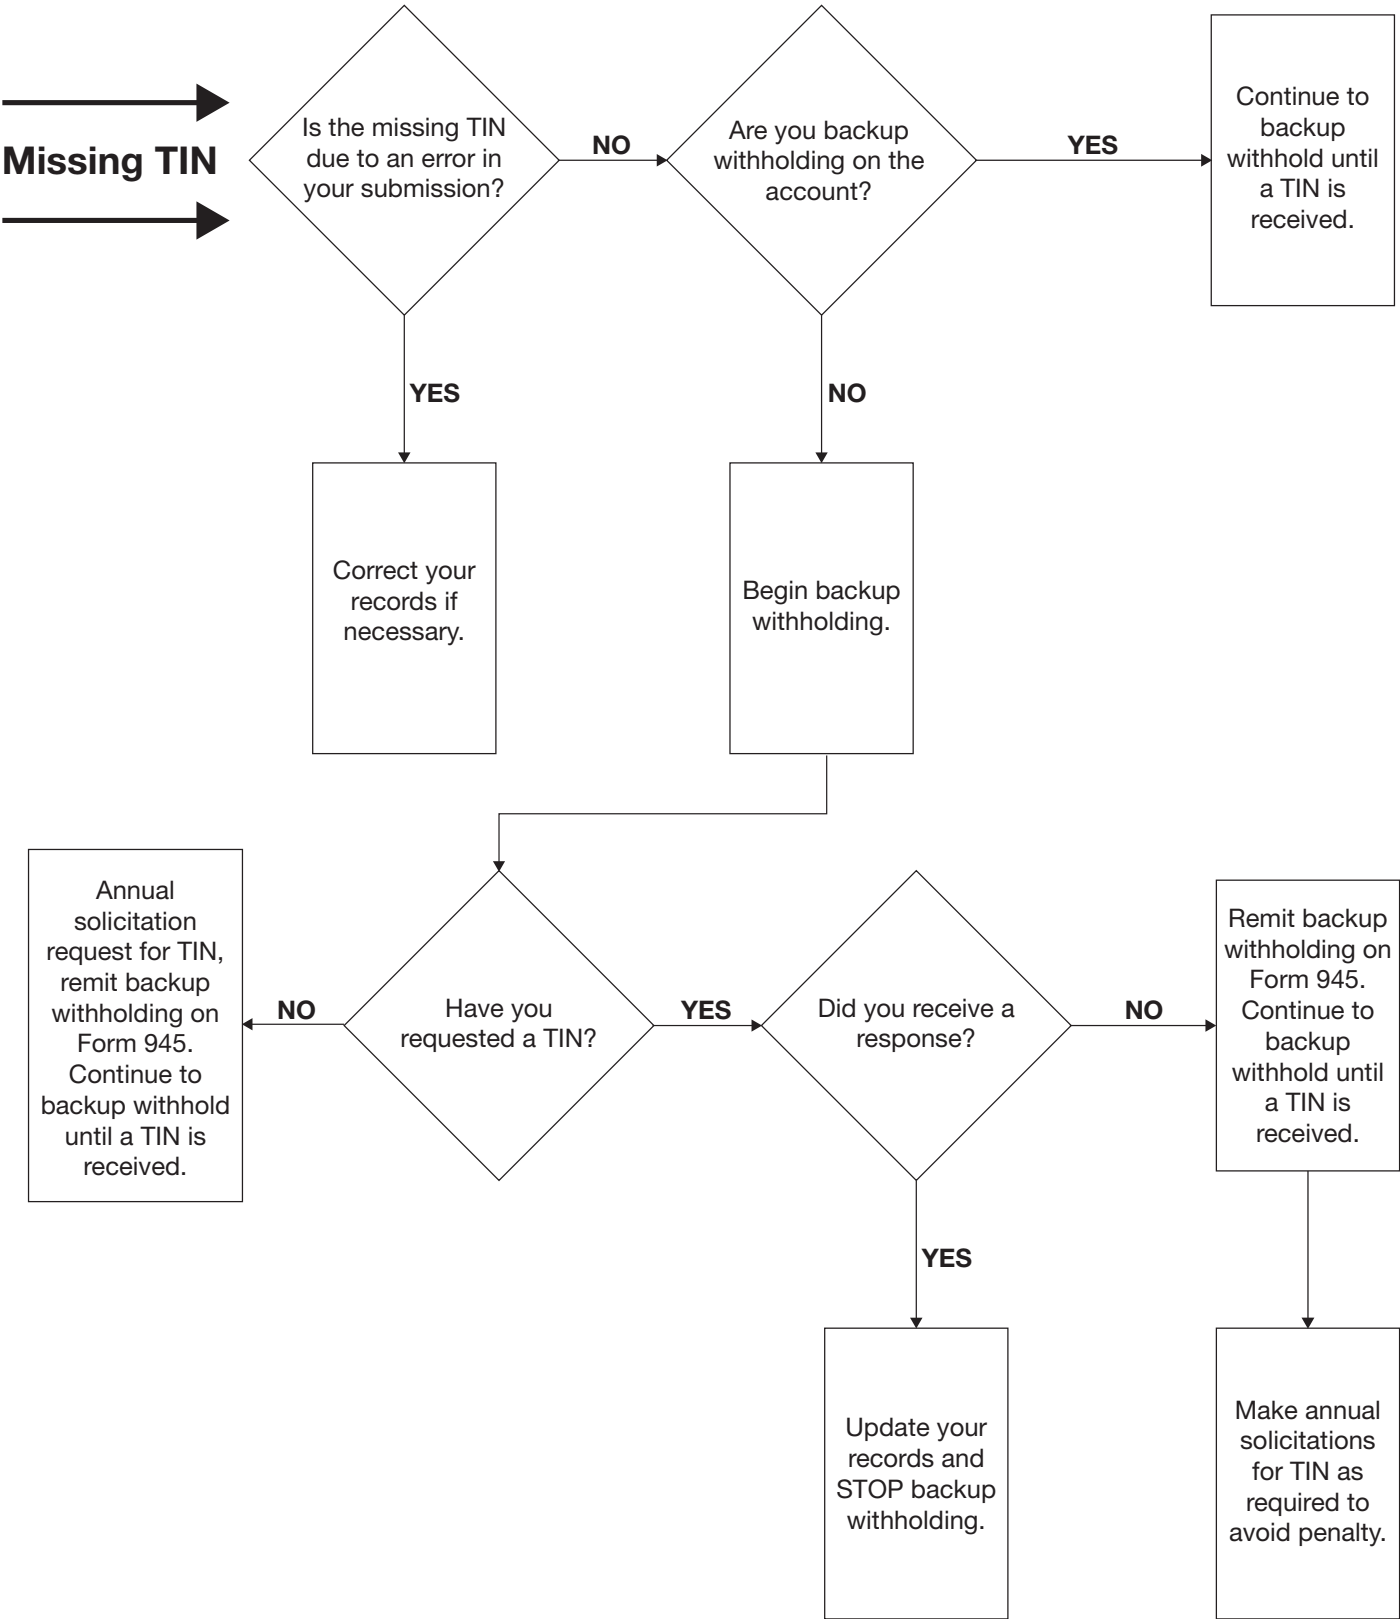 Missing TIN
Is the missing TIN
due to an error in
your submission?
NO
Are you backup
withholding on the
account?
YES
Continue to
backup
withhold until
a TIN is
received.
YES
NO
Correct your
records if
necessary.
Begin backup
withholding.
Annual
solicitation
request for TIN,
remit backup
withholding on
Form 945.
Continue to
backup withhold
until a TIN is
received.
NO
Have you
requested a TIN?
YES
Did you receive a
response?
NO
Remit backup
withholding on
Form 945.
Continue to
backup
withhold until
a TIN is
received.
YES
Update your
records and
STOP backup
withholding.
Make annual
solicitations
for TIN as
required to
avoid penalty.